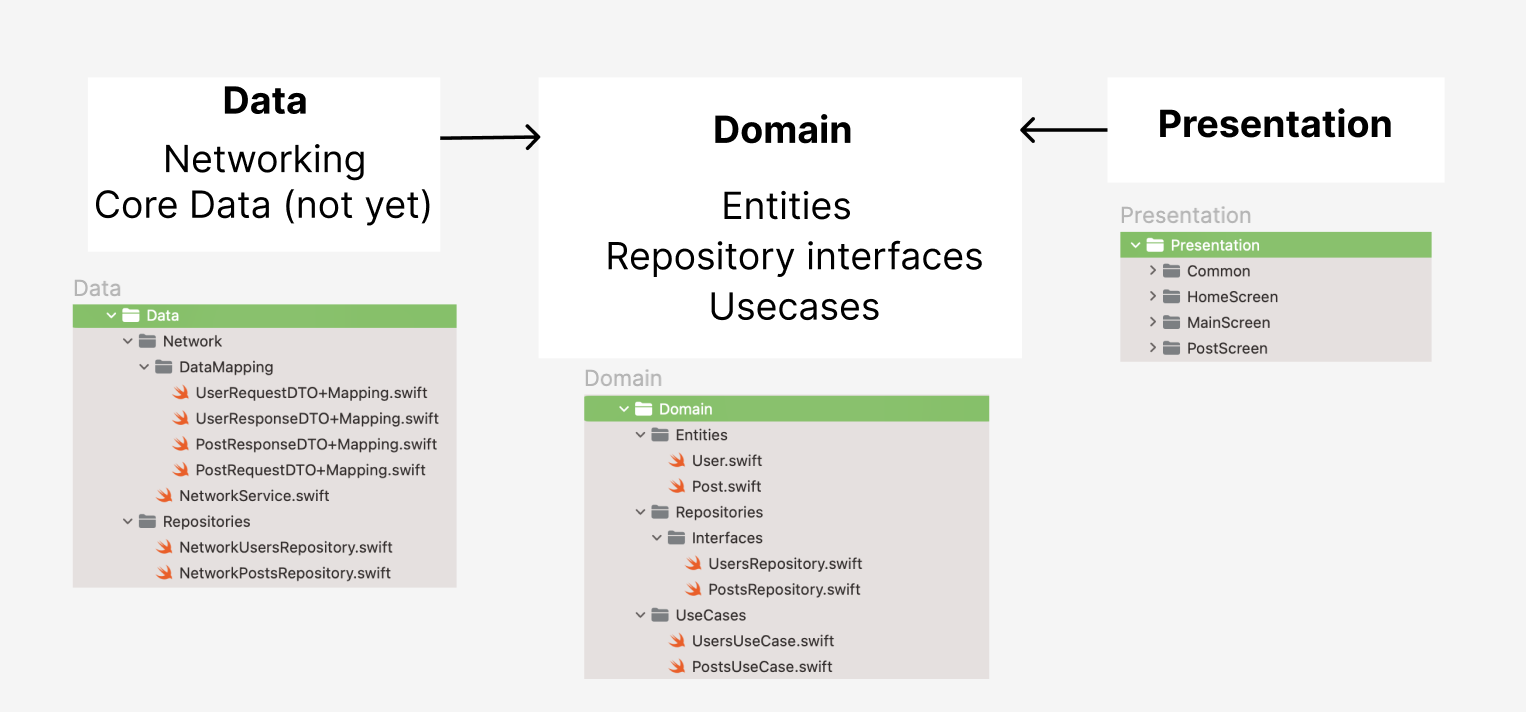 Data
Networking
Core Data (not yet)
Data
Data
Network
DataMapping
UserRequestDTO+Mapping.swift
UserResponseDTO+Mapping.swift
PostResponseDTO+Mapping.swift
PostRequestDTO+Mapping.swift
NetworkService.swift
Repositories
NetworkUsersRepository.swift
NetworkPostsRepository.swift
Domain
Entities
Repository interfaces
Usecases
Domain
Domain
Entities
User.swift
Post.swift
Repositories
Interfaces
UsersRepository.swift
PostsRepository.swift
UseCases
UsersUseCase.swift
PostsUseCase.swift
Presentation
Presentation
Presentation
Common
HomeScreen
MainScreen
PostScreen